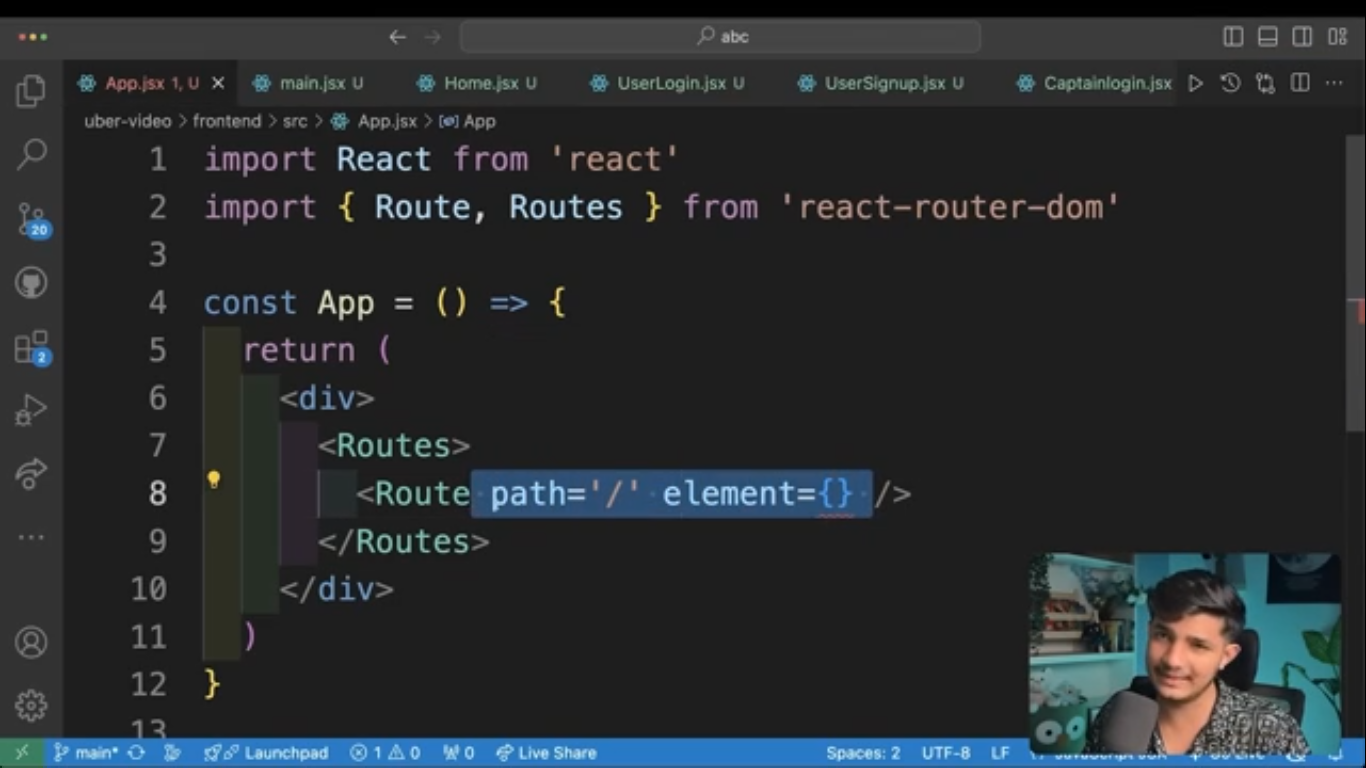 abc
App.jsx 1, U
main.jsx U
Home.jsx U
UserLogin.jsx U
UserSignup.jsx U
Captainlogin.jsx
uber-video > frontend > src > App.jsx > App
1 import React from 'react'
2 import { Route, Routes } from 'react-router-dom'
3
4 const App = () => {
5 return (
6 <div>
7 <Routes>
8 <Route path='/' element={} />
9 </Routes>
10 </div>
11 )
12 }
13
20
2
main*
Launchpad
1 0
0
Live Share
Spaces: 2
UTF-8
LF